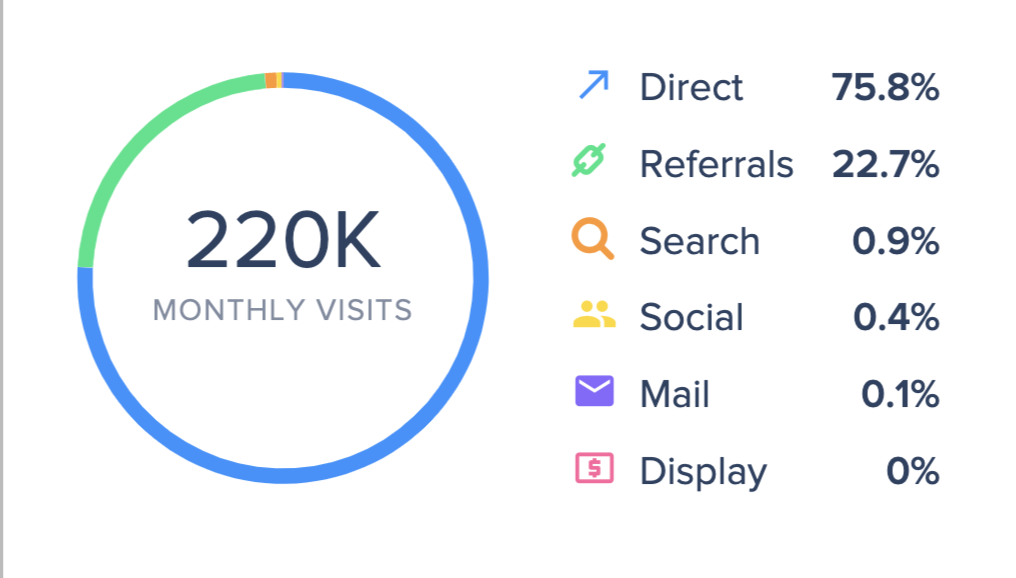 220K
MONTHLY VISITS
Direct 75.8%
Referrals 22.7%
Search 0.9%
Social 0.4%
Mail 0.1%
Display 0%